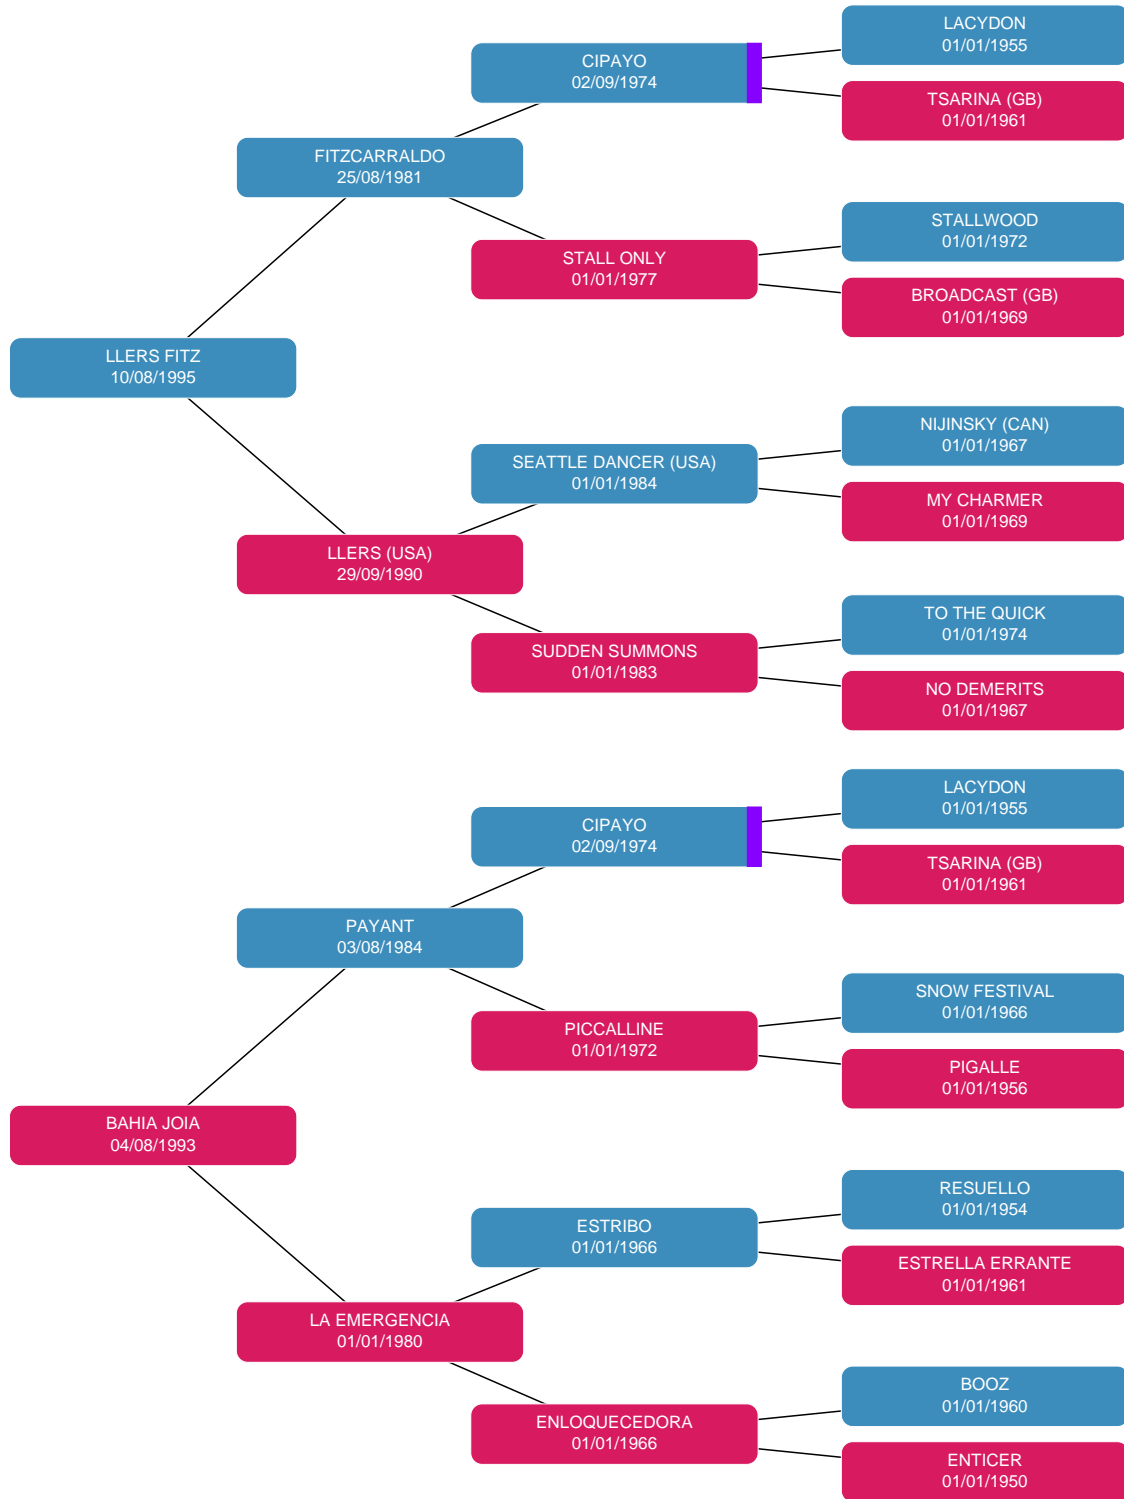 LACYDON
01/01/1955
CIPAYO
02/09/1974
TSARINA (GB)
01/01/1961
FITZCARRALDO
25/08/1981
STALLWOOD
01/01/1972
STALL ONLY
01/01/1977
BROADCAST (GB)
01/01/1969
LLERS FITZ
10/08/1995
NIJINSKY (CAN)
01/01/1967
SEATTLE DANCER (USA)
01/01/1984
MY CHARMER
01/01/1969
LLERS (USA)
29/09/1990
TO THE QUICK
01/01/1974
SUDDEN SUMMONS
01/01/1983
NO DEMERITS
01/01/1967
LACYDON
01/01/1955
CIPAYO
02/09/1974
TSARINA (GB)
01/01/1961
PAYANT
03/08/1984
SNOW FESTIVAL
01/01/1966
PICCALLINE
01/01/1972
PIGALLE
01/01/1956
BAHIA JOIA
04/08/1993
RESUELLO
01/01/1954
ESTRIBO
01/01/1966
ESTRELLA ERRANTE
01/01/1961
LA EMERGENCIA
01/01/1980
BOOZ
01/01/1960
ENLOQUECEDORA
01/01/1966
ENTICER
01/01/1950